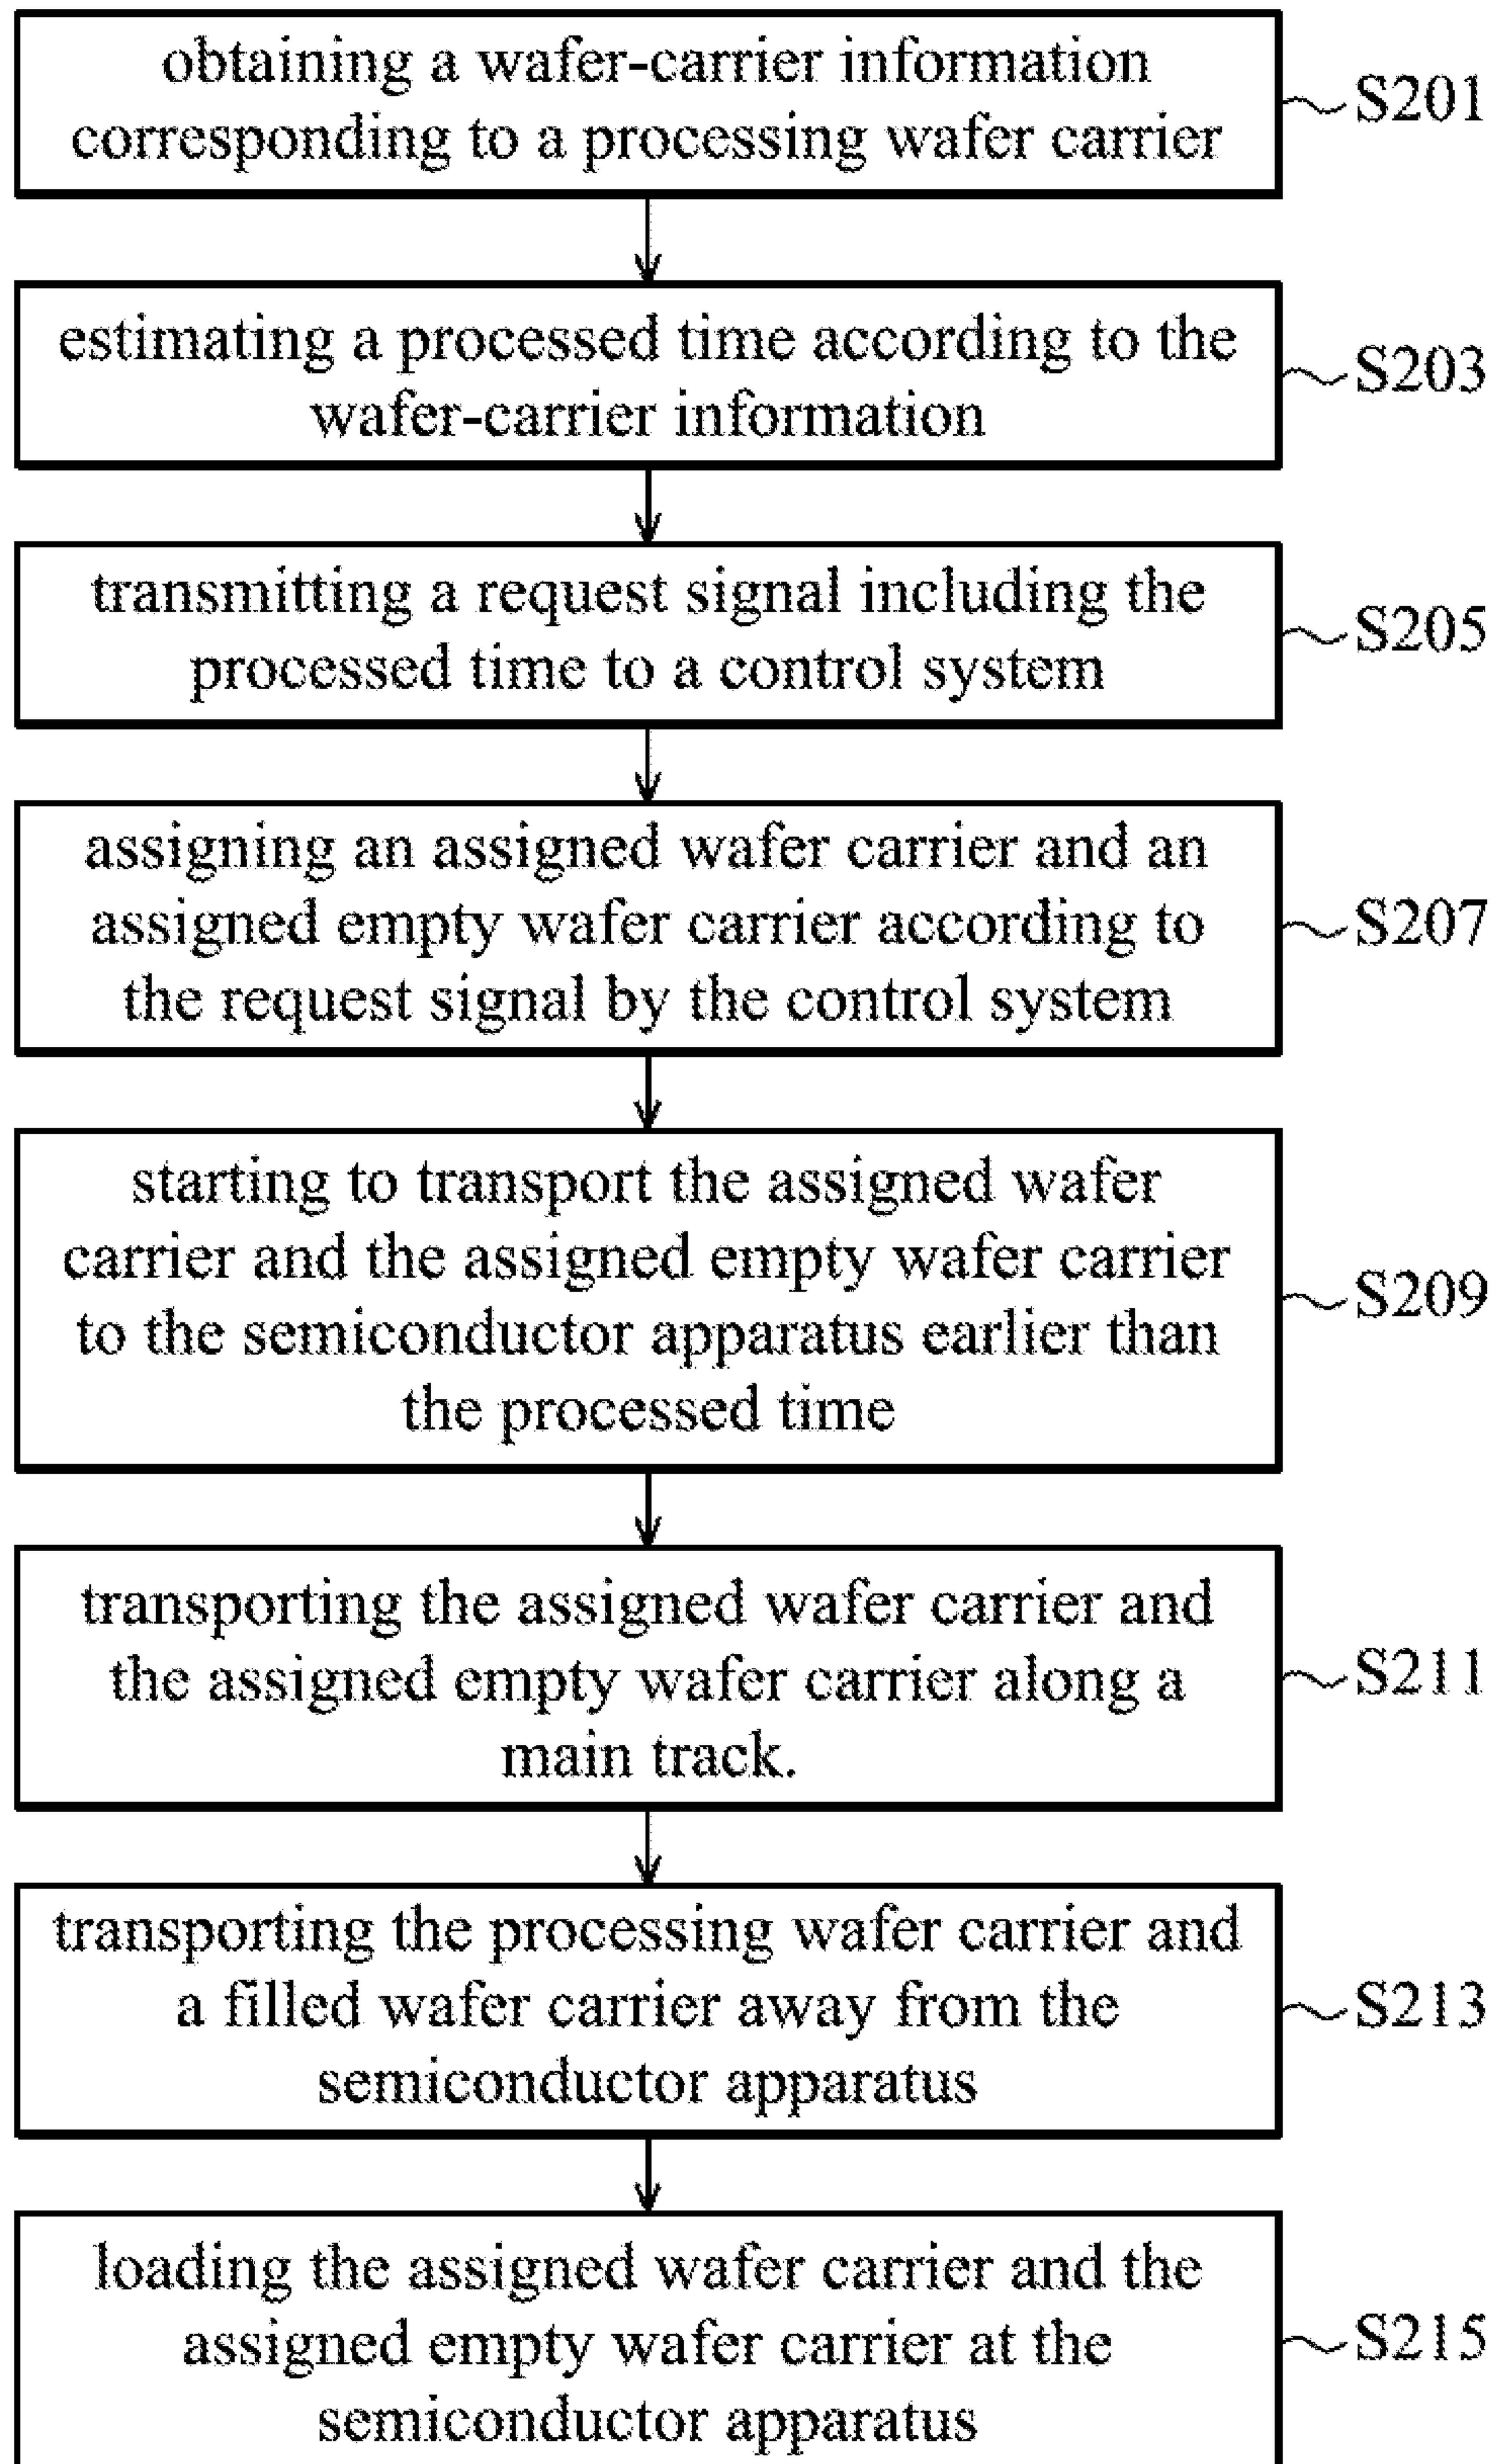 obtaining a wafer-carrier information
corresponding to a processing wafer carrier
S201
estimating a processed time according to the
wafer-carrier information
S203
transmitting a request signal including the
processed time to a control system
S205
assigning an assigned wafer carrier and an
assigned empty wafer carrier according to
the request signal by the control system
S207
starting to transport the assigned wafer
carrier and the assigned empty wafer carrier
to the semiconductor apparatus earlier than
the processed time
S209
transporting the assigned wafer carrier and
the assigned empty wafer carrier along a
main track.
S211
transporting the processing wafer carrier and
a filled wafer carrier away from the
semiconductor apparatus
S213
loading the assigned wafer carrier and the
assigned empty wafer carrier at the
semiconductor apparatus
S215